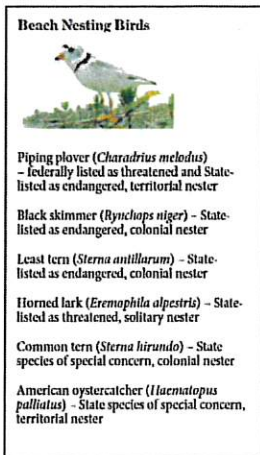 Beach Nesting Birds
Piping plover (Charadrius melodus)
– federally listed as threatened and State-
listed as endangered, territorial nester
Black skimmer (Rynchops niger) – State-
listed as endangered, colonial nester
Least tern (Sterna antillarum) – State-
listed as endangered, colonial nester
Horned lark (Eremophila alpestris) – State-
listed as threatened, solitary nester
Common tern (Sterna hirundo) – State
species of special concern, colonial nester
American oystercatcher (Haematopus
palliatus) – State species of special concern,
territorial nester